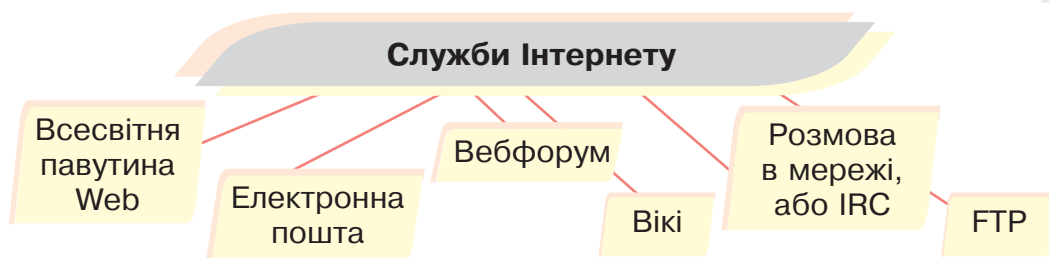 Служби Інтернету
Всесвітня
павутина
Web
Електронна
пошта
Вебфорум
Вікі
Розмова
в мережі,
або IRC
FTP